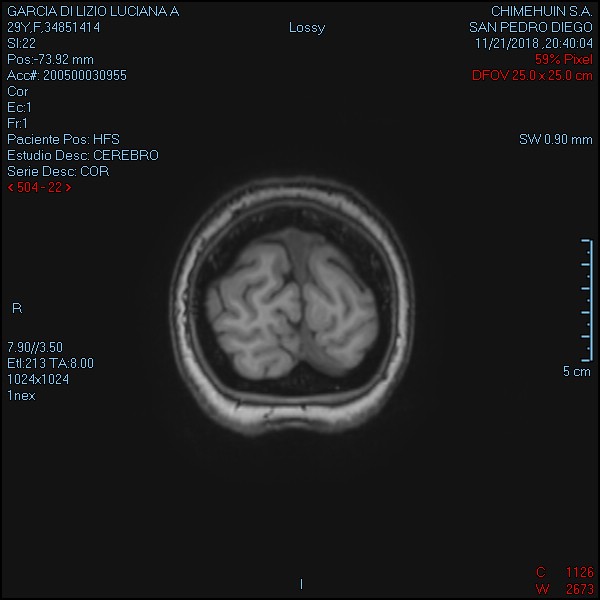 GARCIA DI LIZIO LUCIANA A
29Y,F,34851414
Sl:22
Pos:-73.92 mm
Acc#: 200500030955
Cor
Ec:1
Fr:1
Paciente Pos: HFS
Estudio Desc: CEREBRO
Serie Desc: COR
< 504 - 22 >
Lossy
CHIMEHUIN S.A.
SAN PEDRO DIEGO
11/21/2018 ,20:40:04
59% Pixel
DFOV 25.0 x 25.0 cm
SW 0.90 mm
R
7.90//3.50
Etl:213 TA:8.00
1024x1024
1nex
5 cm
I
C 1126
W 2673